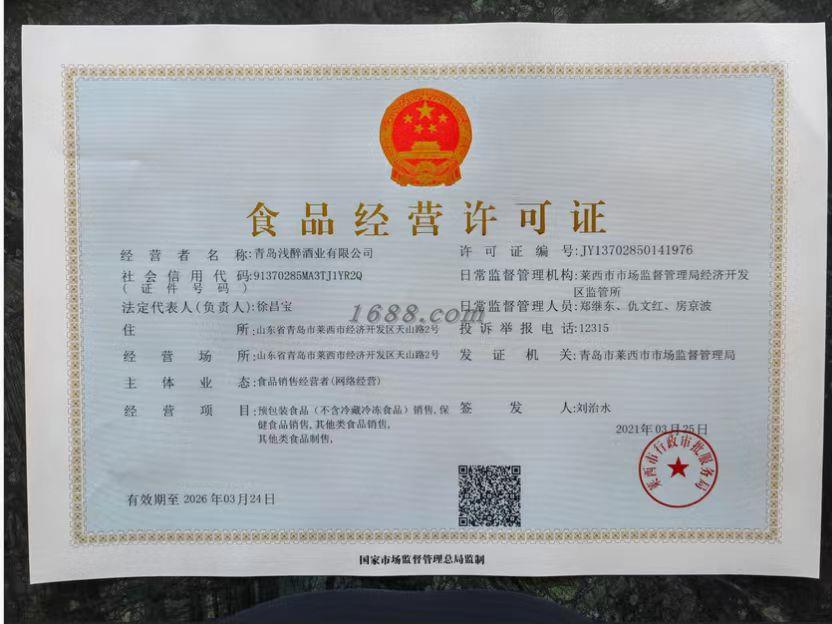 食品经营许可证
经营者名称:青岛浅醉酒业有限公司
社会信用代码:91370285MA3TJ1YR2Q
（证件号码）
法定代表人(负责人):徐昌宝
住所:山东省青岛市莱西市经济开发区天山路2号
经营场所:山东省青岛市莱西市经济开发区天山路2号
主体业态:食品销售经营者(网络经营)
经营项目:预包装食品（不含冷藏冷冻食品）销售,保
健食品销售,其他类食品销售,
其他类食品制售,
有效期至 2026年03月24日
许可证编号:JY13702850141976
日常监督管理机构:莱西市市场监督管理局经济开发
区监管所
日常监督管理人员:郑继东、仇文红、房京波
投诉举报电话:12315
发证机关:青岛市莱西市市场监督管理局
签发人:刘治水
2021年03月25日
莱西市行政审批服务局
国家市场监督管理总局监制
1688.com